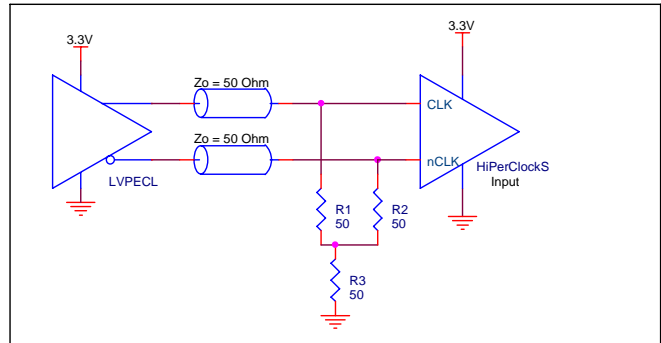 3.3V
3.3V
Zo = 50 Ohm
CLK
Zo = 50 Ohm
nCLK
HiPerClockS
Input
LVPECL
R1
50
R2
50
R3
50